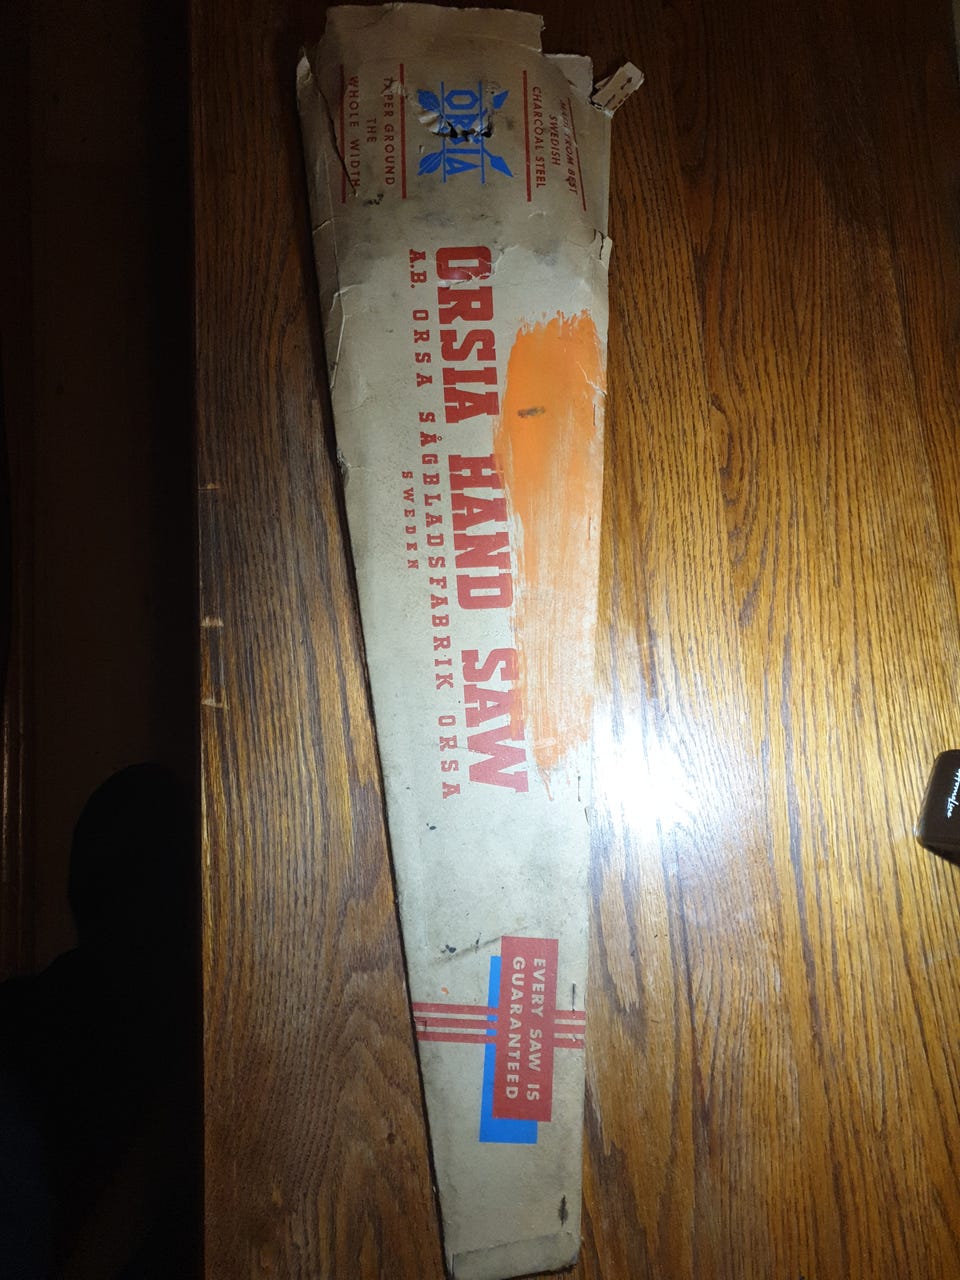 MADE FROM BEST
SWEDISH
CHARCOAL STEEL
ORSIA
TAPER GROUND
THE
WHOLE WIDTH
ORSIA HAND SAW
A.B. ORSA SÅGBLADSFABRIK ORSA
SWEDEN
EVERY SAW IS
GUARANTEED